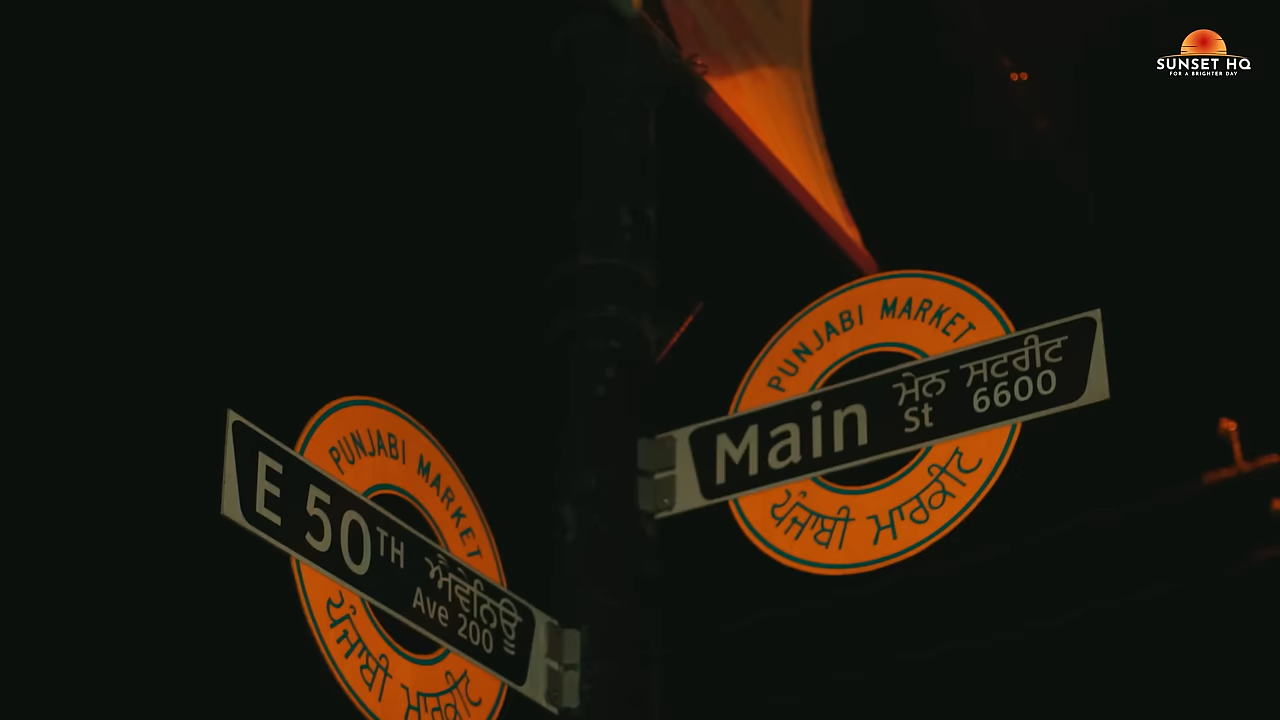 SUNSET HQ
FOR A BRIGHTER DAY
PUNJABI MARKET
Main ਮੇਨ ਸਟਰੀਟ
St 6600
ਪੰਜਾਬੀ ਮਾਰਕੀਟ
PUNJABI MARKET
E 50TH ਐਵੇਨਿਊ
Ave 200
ਪੰਜਾਬੀ ਮਾਰਕੀਟ